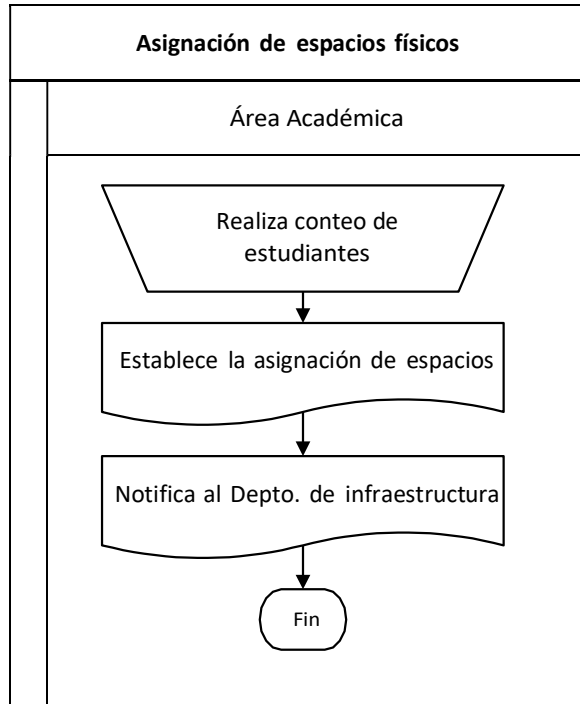 Asignación de espacios físicos
Área Académica
Realiza conteo de
estudiantes
Establece la asignación de espacios
Notifica al Depto. de infraestructura
Fin